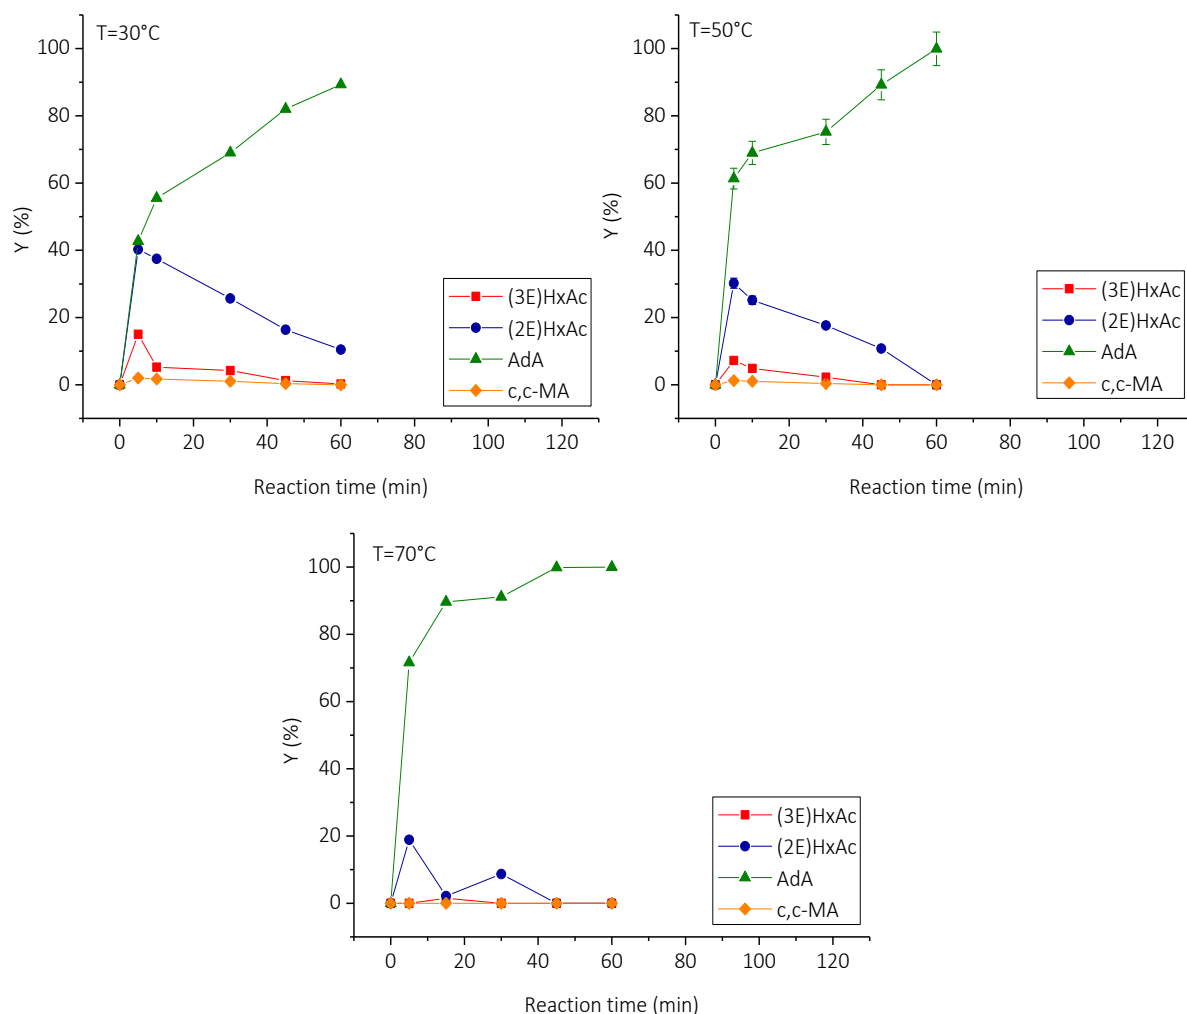 T=30°C
100
80
60
40
20
0
Y (%)
(3E)HxAc
(2E)HxAc
AdA
c,c-MA
0 20 40 60 80 100 120
Reaction time (min)
T=50°C
100
80
60
40
20
0
Y (%)
(3E)HxAc
(2E)HxAc
AdA
c,c-MA
0 20 40 60 80 100 120
Reaction time (min)
T=70°C
100
80
60
40
20
0
Y (%)
(3E)HxAc
(2E)HxAc
AdA
c,c-MA
0 20 40 60 80 100 120
Reaction time (min)